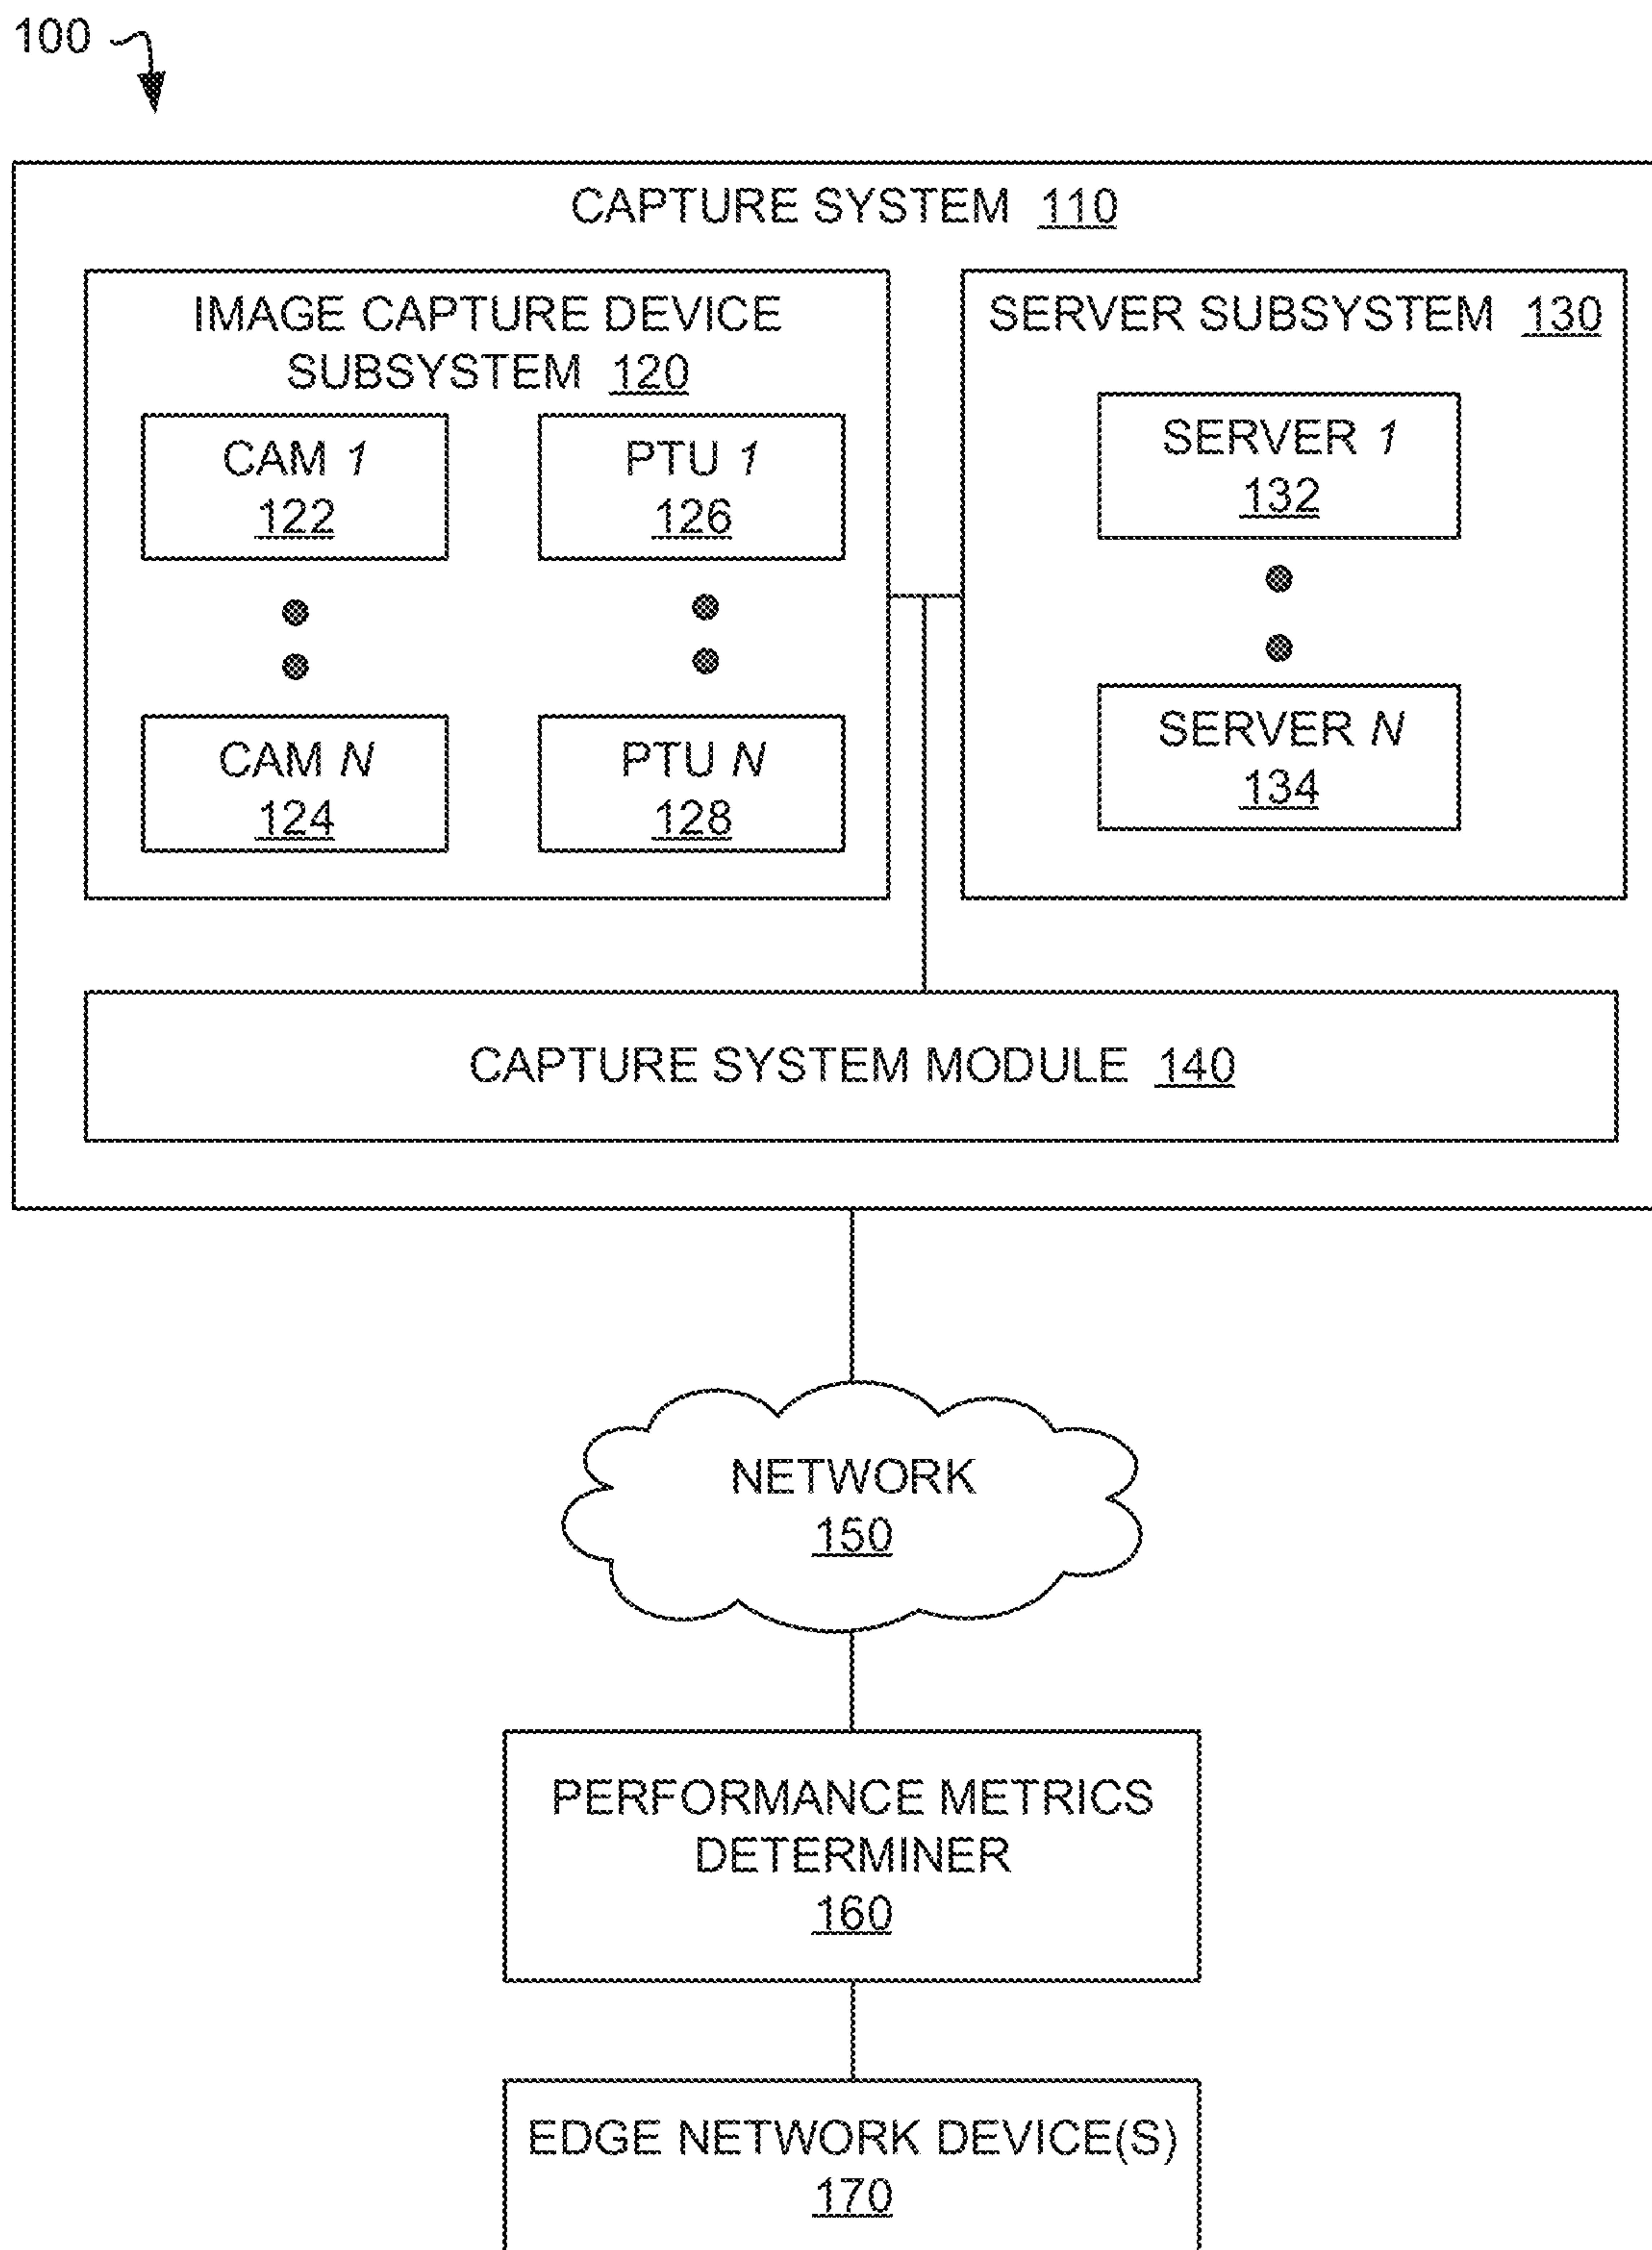 100
CAPTURE SYSTEM 110
IMAGE CAPTURE DEVICE
SUBSYSTEM 120
CAM 1
122
PTU 1
126
CAM N
124
PTU N
128
SERVER SUBSYSTEM 130
SERVER 1
132
SERVER N
134
CAPTURE SYSTEM MODULE 140
NETWORK
150
PERFORMANCE METRICS
DETERMINER
160
EDGE NETWORK DEVICE(S)
170